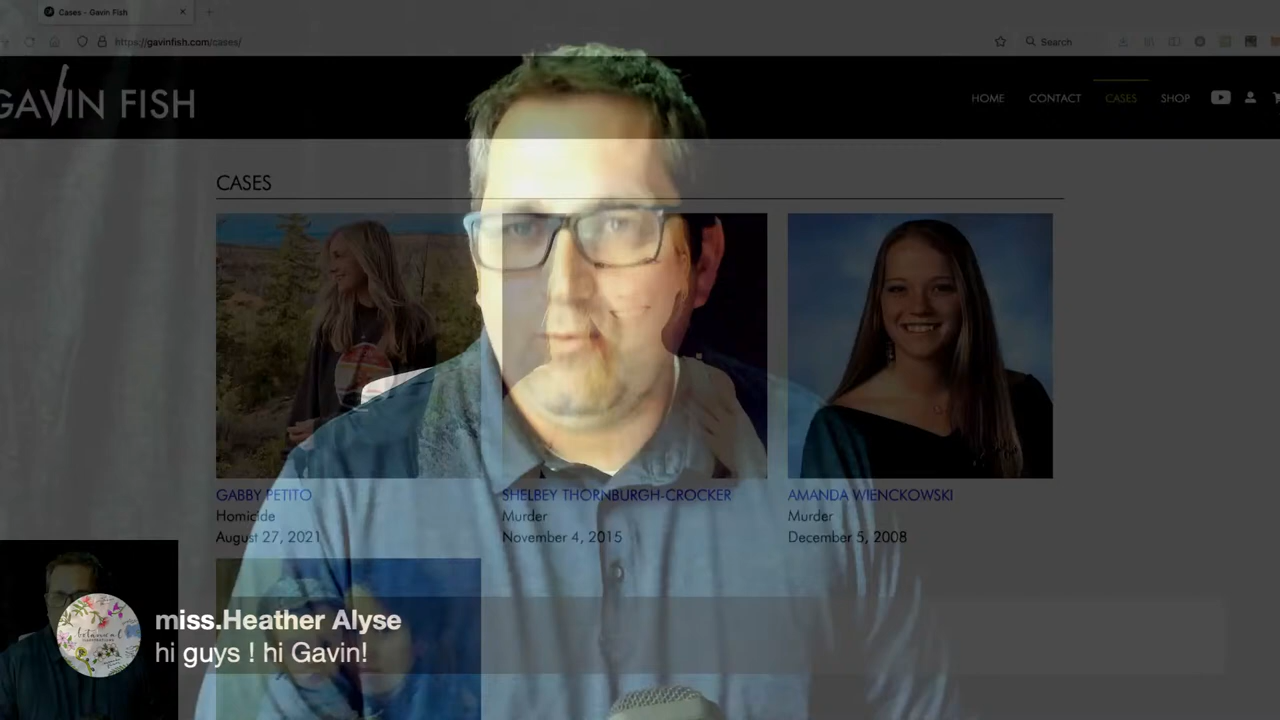 Cases - Gavin Fish
https://gavinfish.com/cases/
Search
GAVIN FISH
HOME CONTACT CASES SHOP
CASES
GABBY PETITO
Homicide
August 27, 2021
SHELBEY THORNBURGH-CROCKER
Murder
November 4, 2015
AMANDA WIENCKOWSKI
Murder
December 5, 2008
miss.Heather Alyse
hi guys ! hi Gavin!